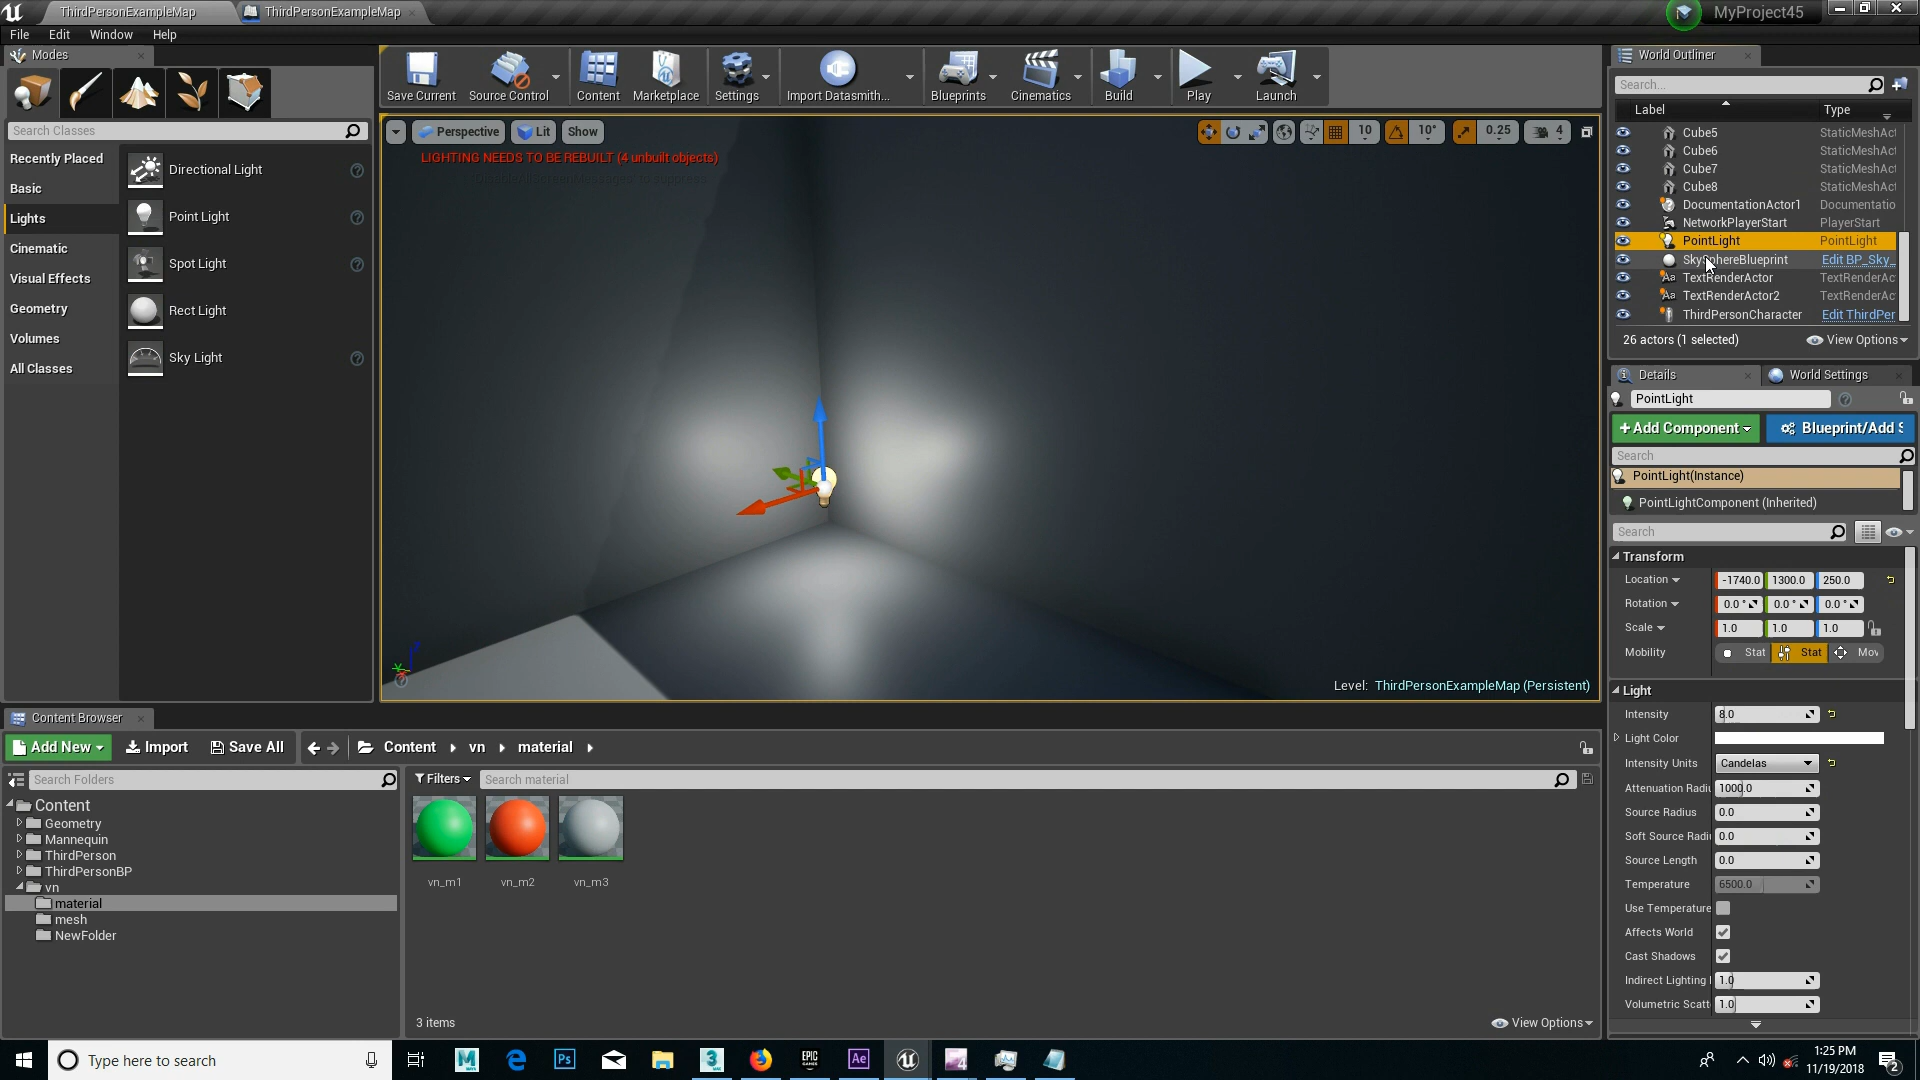 ThirdPersonExampleMap
ThirdPersonExampleMap
MyProject45
File Edit Window Help
Modes
Search Classes
Recently Placed
Basic
Lights
Cinematic
Visual Effects
Geometry
Volumes
All Classes
Directional Light
Point Light
Spot Light
Rect Light
Sky Light
Save Current
Source Control
Content
Marketplace
Settings
Import Datasmith...
Blueprints
Cinematics
Build
Play
Launch
Perspective
Lit
Show
10
10°
0.25
4
LIGHTING NEEDS TO BE REBUILT (4 unbuilt objects)
Level: ThirdPersonExampleMap (Persistent)
World Outliner
Search...
Label Type
Cube5 StaticMeshAct
Cube6 StaticMeshAct
Cube7 StaticMeshAct
Cube8 StaticMeshAct
DocumentationActor1 Documentatio
NetworkPlayerStart PlayerStart
PointLight PointLight
SkySphereBlueprint Edit BP_Sky_
TextRenderActor TextRenderAc
TextRenderActor2 TextRenderAc
ThirdPersonCharacter Edit ThirdPer
26 actors (1 selected)
View Options
Details
World Settings
PointLight
+Add Component
Blueprint/Add S
Search
PointLight(Instance)
PointLightComponent (Inherited)
Search
Transform
Location -1740.0 1300.0 250.0
Rotation 0.0 ° 0.0 ° 0.0 °
Scale 1.0 1.0 1.0
Mobility Stat Stat Mov
Light
Intensity 8.0
Light Color
Intensity Units Candelas
Attenuation Radiu 1000.0
Source Radius 0.0
Soft Source Radi 0.0
Source Length 0.0
Temperature 6500.0
Use Temperature
Affects World
Cast Shadows
Indirect Lighting I 1.0
Volumetric Scatt 1.0
Content Browser
Add New
Import
Save All
Content
vn
material
Search Folders
Filters
Search material
Content
Geometry
Mannequin
ThirdPerson
ThirdPersonBP
vn
material
mesh
NewFolder
vn_m1
vn_m2
vn_m3
3 items
View Options
Type here to search
1:25 PM
11/19/2018
2